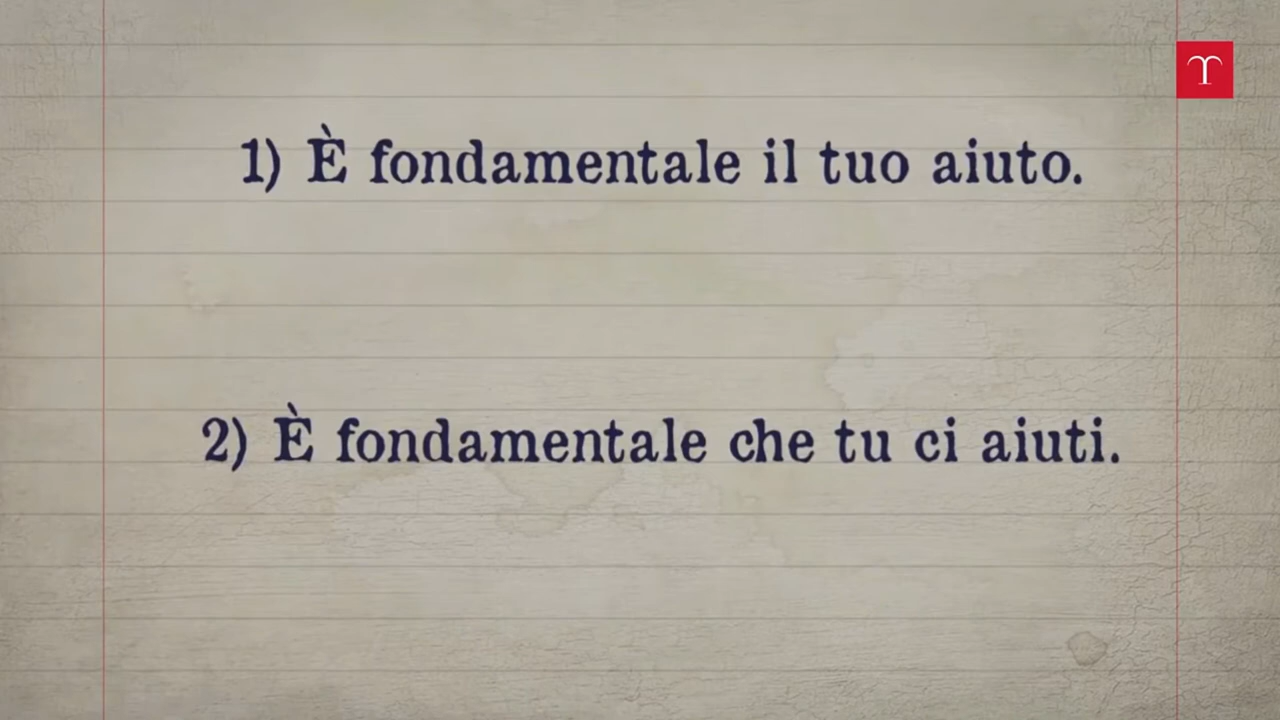 1) È fondamentale il tuo aiuto.
2) È fondamentale che tu ci aiuti.